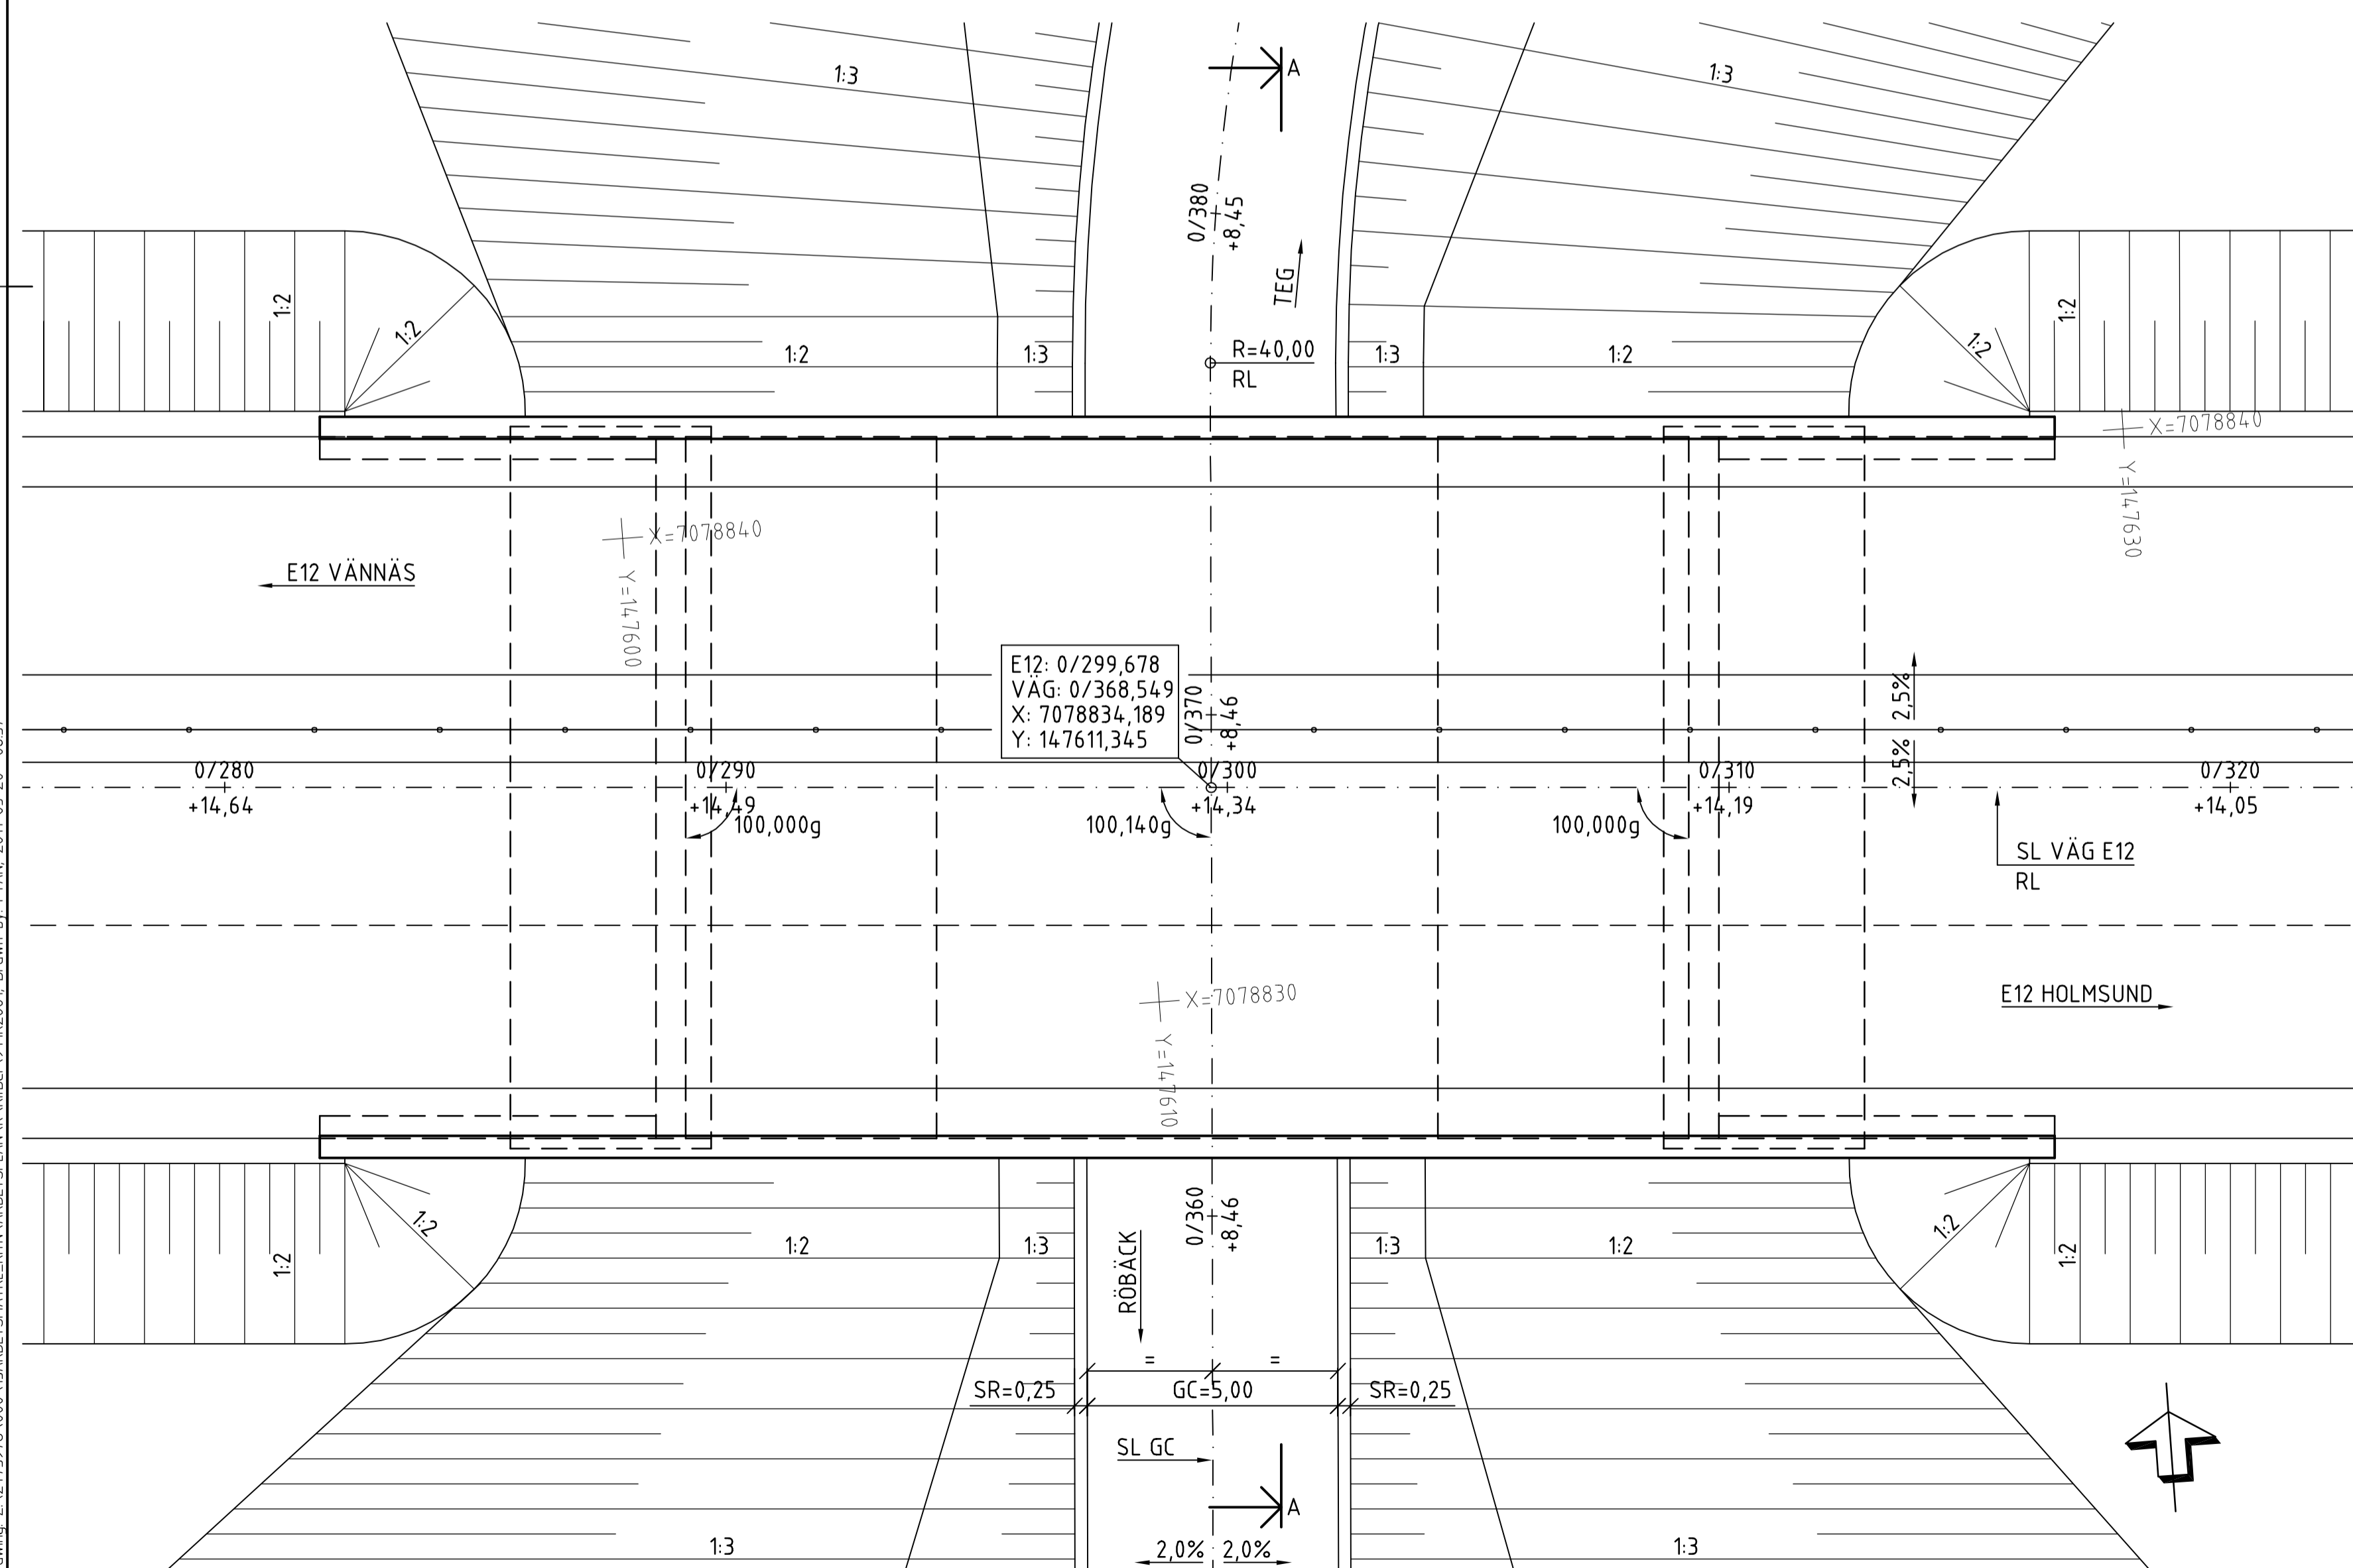 1:3
A
1:3
0/380
+8,45
TEG
1:2
1:2
1:2
1:3
R=40,00
RL
1:3
1:2
1:2
1:2
X=7078840
Y=147630
X=7078840
Y=147600
E12 VÄNNÄS
E12: 0/299,678
VÄG: 0/368,549
X: 7078834,189
Y: 147611,345
0/370
+8,46
2,5%
2,5%
0/280
+14,64
0/290
+14,49
0/300
+14,34
0/310
+14,19
0/320
+14,05
100,000g
100,140g
100,000g
SL VÄG E12
RL
X=7078830
Y=147610
E12 HOLMSUND
1:2
1:2
1:2
1:3
RÖBÄCK
0/360
+8,46
1:3
1:2
1:2
1:2
=
=
SR=0,25
GC=5,00
SR=0,25
SL GC
A
1:3
2,0%
2,0%
1:3